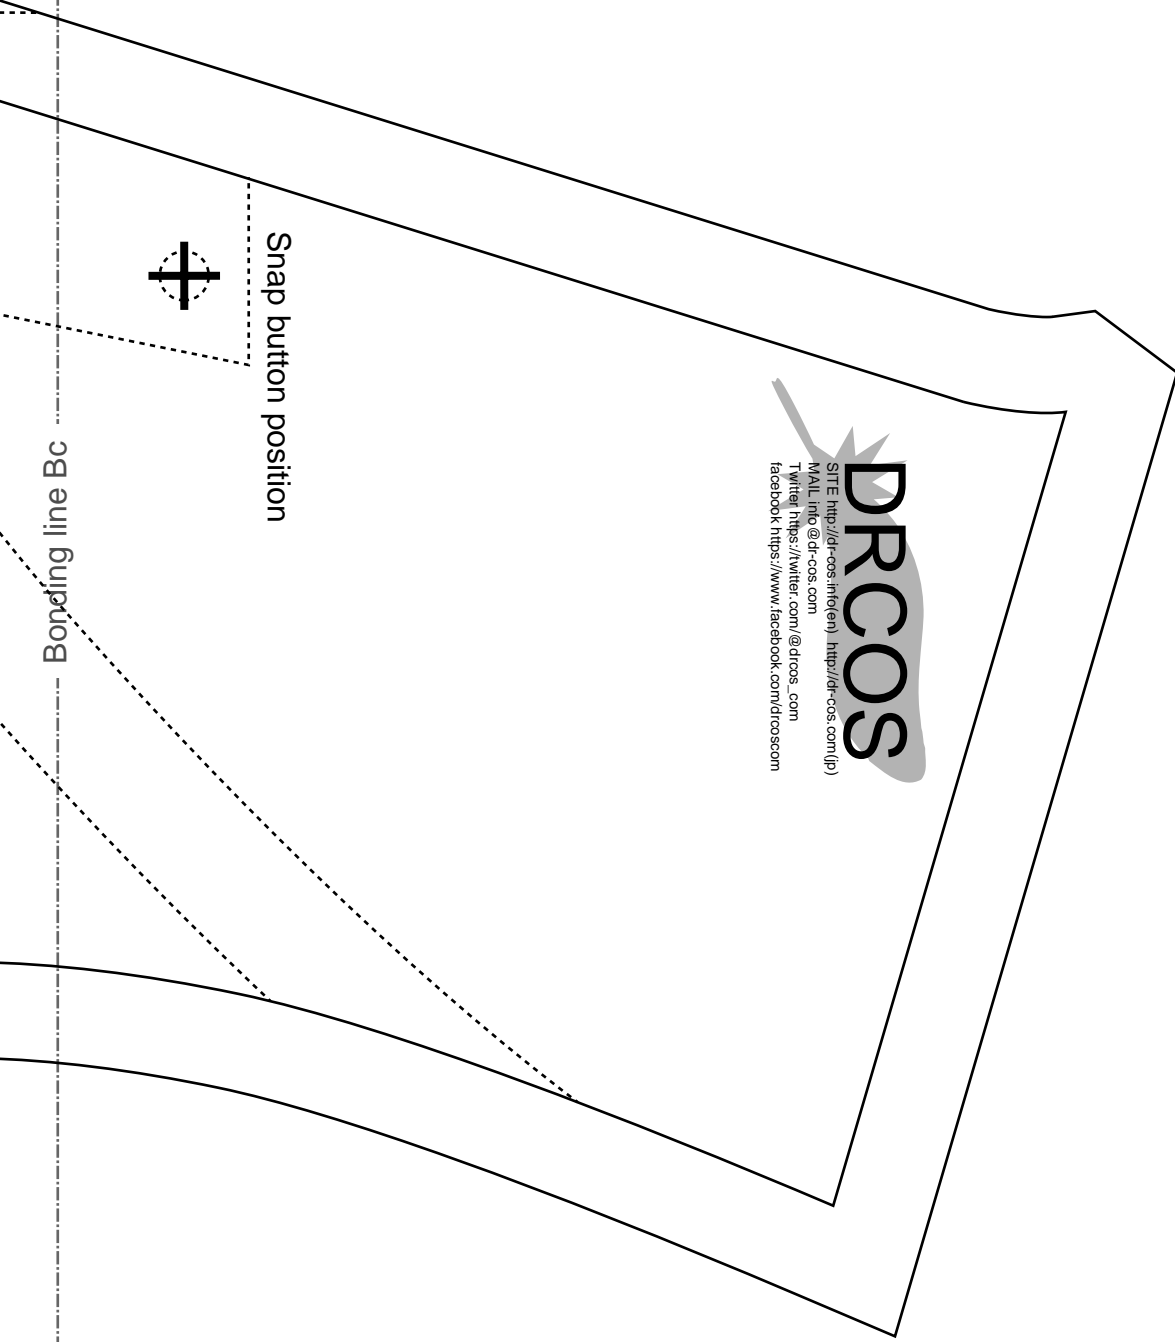 Snap button position
Bonding line Bc
DRCOS
SITE http://dr-cos.info(en) http://dr-cos.com(jp)
MAIL info@dr-cos.com
Twitter https://twitter.com/@drcos_com
facebook https://www.facebook.com/drcoscom